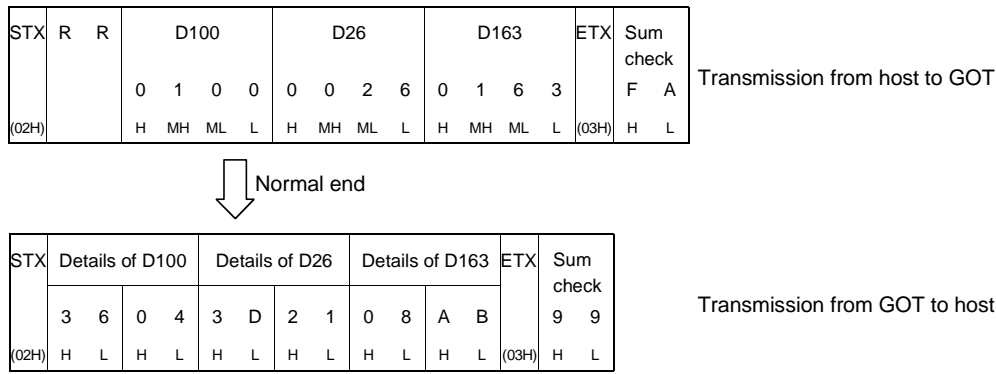 STX R R D100 D26 D163 ETX Sum
check
0 1 0 0 0 0 2 6 0 1 6 3 F A
(02H) H MH ML L H MH ML L H MH ML L (03H) H L
Transmission from host to GOT
Normal end
STX Details of D100 Details of D26 Details of D163 ETX Sum
check
3 6 0 4 3 D 2 1 0 8 A B 9 9
(02H) H L H L H L H L H L H L (03H) H L
Transmission from GOT to host